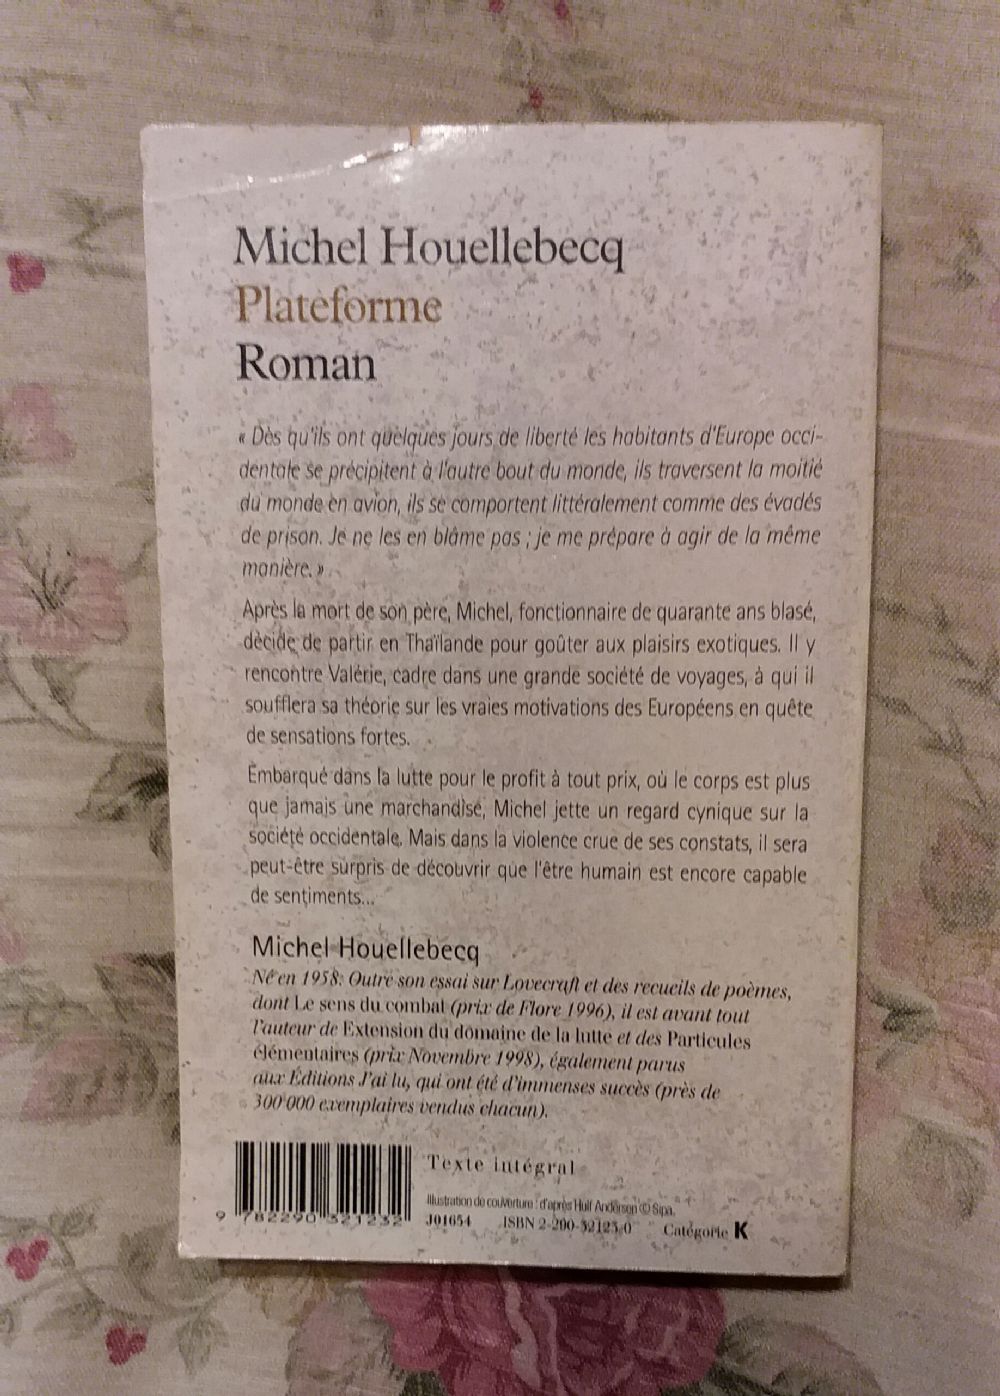 Michel Houellebecq
Plateforme
Roman
« Dès qu'ils ont quelques jours de liberté les habitants d'Europe occi-
dentale se précipitent à l'autre bout du monde, ils traversent la moitié
du monde en avion, ils se comportent littéralement comme des évadés
de prison. Je ne les en blâme pas ; je me prépare à agir de la même
manière. »
Après la mort de son père, Michel, fonctionnaire de quarante ans blasé,
décide de partir en Thaïlande pour goûter aux plaisirs exotiques. Il y
rencontre Valérie, cadre dans une grande société de voyages, à qui il
soufflera sa théorie sur les vraies motivations des Européens en quête
de sensations fortes.
Embarqué dans la lutte pour le profit à tout prix, où le corps est plus
que jamais une marchandise, Michel jette un regard cynique sur la
société occidentale. Mais dans la violence crue de ses constats, il sera
peut-être surpris de découvrir que l'être humain est encore capable
de sentiments...
Michel Houellebecq
Né en 1958. Outre son essai sur Lovecraft et des recueils de poèmes,
dont Le sens du combat (prix de Flore 1996), il est avant tout
l'auteur de Extension du domaine de la lutte et des Particules
élémentaires (prix Novembre 1998), également parus
aux Éditions J'ai lu, qui ont été d'immenses succès (près de
300 000 exemplaires vendus chacun).
Texte intégral
Illustration de couverture : d'après Hulf Andersen © Sipa.
9 782290 321232
J01654 ISBN 2-290-32123-0 Catégorie K